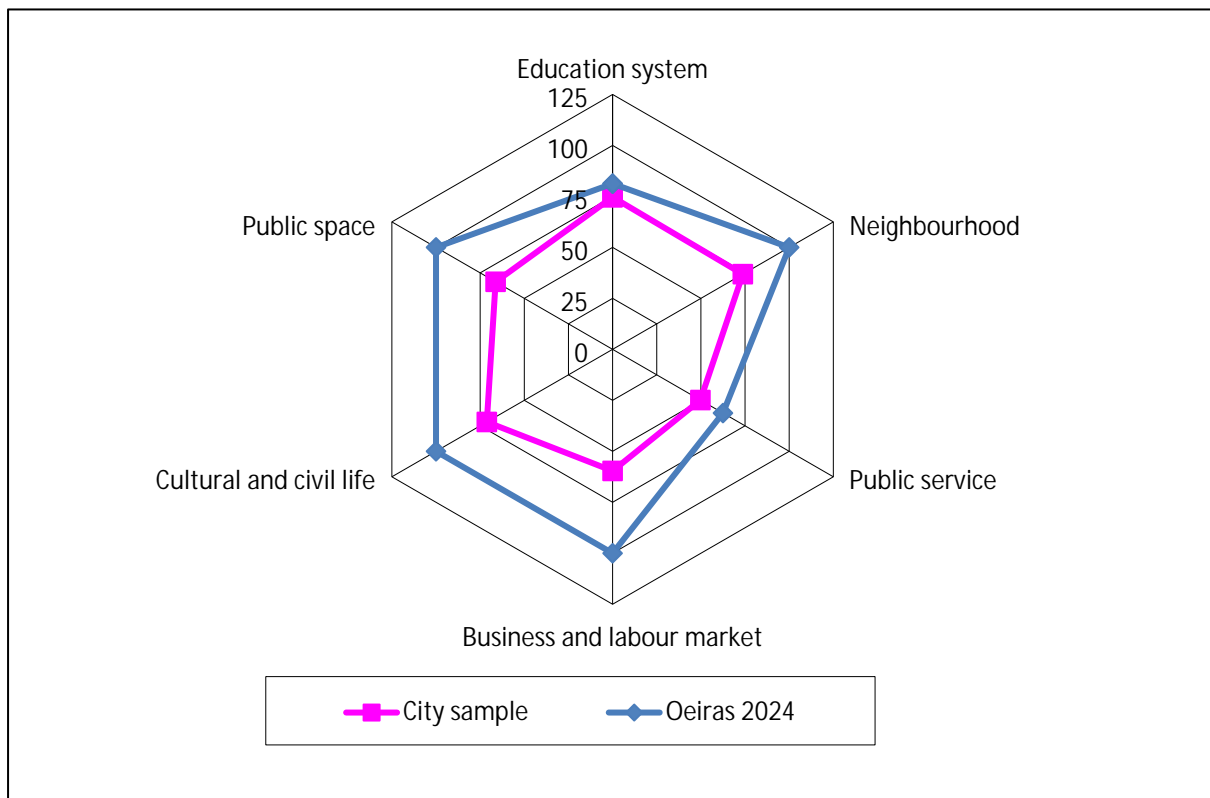 Education system
125
100
75
50
25
0
Public space
Neighbourhood
Cultural and civil life
Public service
Business and labour market
City sample
Oeiras 2024